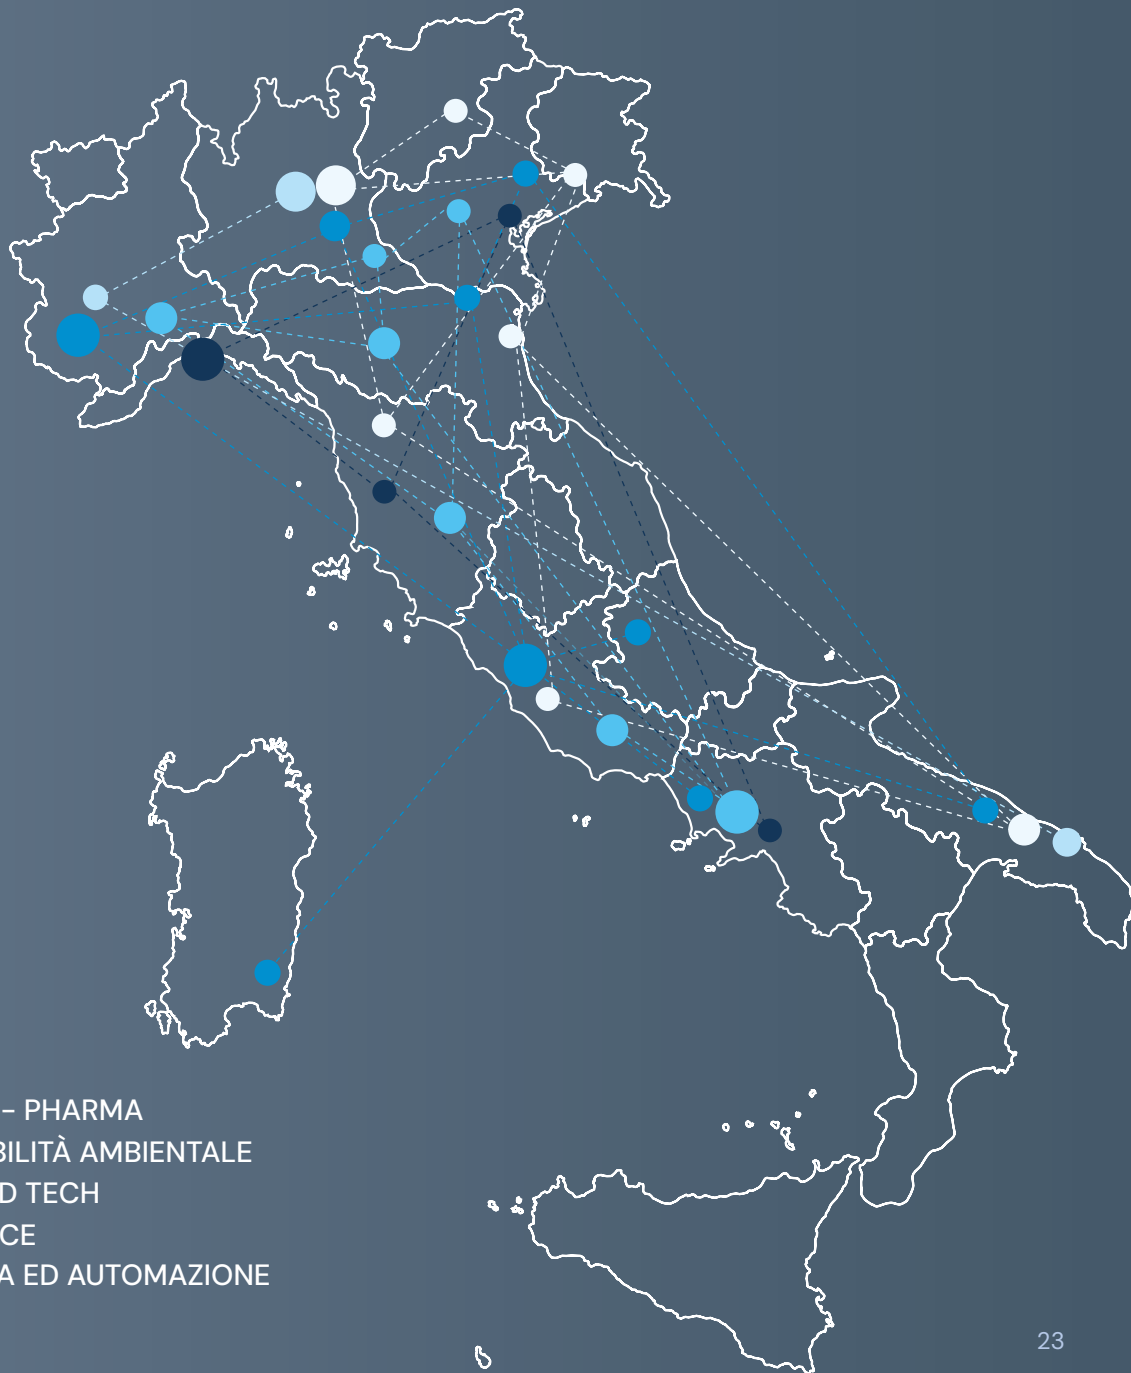 - PHARMA
BILITÀ AMBIENTALE
D TECH
CE
A ED AUTOMAZIONE
23